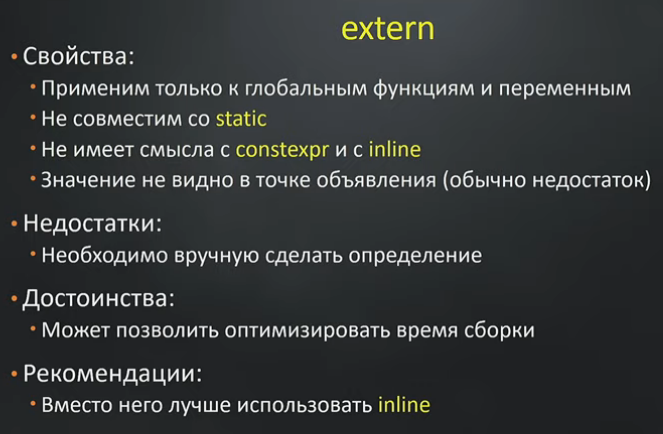 extern
• Свойства:
• Применим только к глобальным функциям и переменным
• Не совместим со static
• Не имеет смысла с constexpr и с inline
• Значение не видно в точке объявления (обычно недостаток)
• Недостатки:
• Необходимо вручную сделать определение
• Достоинства:
• Может позволить оптимизировать время сборки
• Рекомендации:
• Вместо него лучше использовать inline